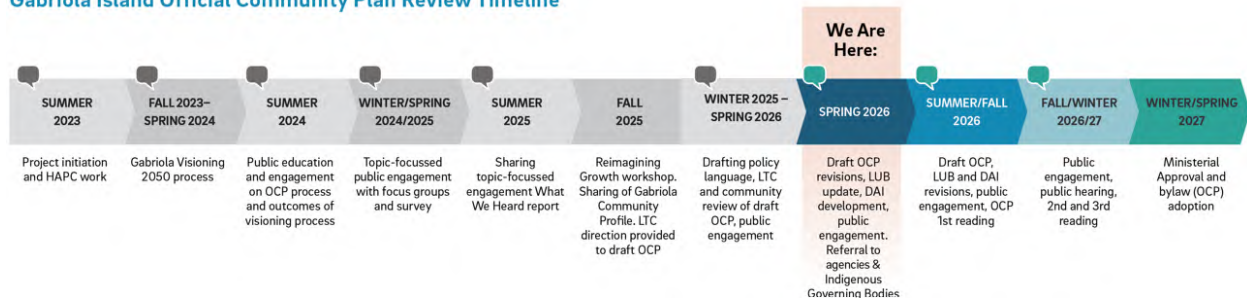 Gabriola Island Official Community Plan Review Timeline
We Are
Here:
SUMMER
2023
FALL 2023–
SPRING 2024
SUMMER
2024
WINTER/SPRING
2024/2025
SUMMER
2025
FALL
2025
WINTER 2025 –
SPRING 2026
SPRING 2026
SUMMER/FALL
2026
FALL/WINTER
2026/27
WINTER/SPRING
2027
Project initiation
and HAPC work
Gabriola Visioning
2050 process
Public education
and engagement
on OCP process
and outcomes of
visioning process
Topic-focussed
public engagement
with focus groups
and survey
Sharing
topic-focussed
engagement What
We Heard report
Reimagining
Growth workshop.
Sharing of Gabriola
Community
Profile. LTC
direction provided
to draft OCP
Drafting policy
language, LTC
and community
review of draft
OCP, public
engagement
Draft OCP
revisions, LUB
update, DAI
development,
public
engagement.
Referral to
agencies &
Indigenous
Governing Bodies
Draft OCP,
LUB and DAI
revisions, public
engagement, OCP
1st reading
Public
engagement,
public hearing,
2nd and 3rd
reading
Ministerial
Approval and
bylaw (OCP)
adoption